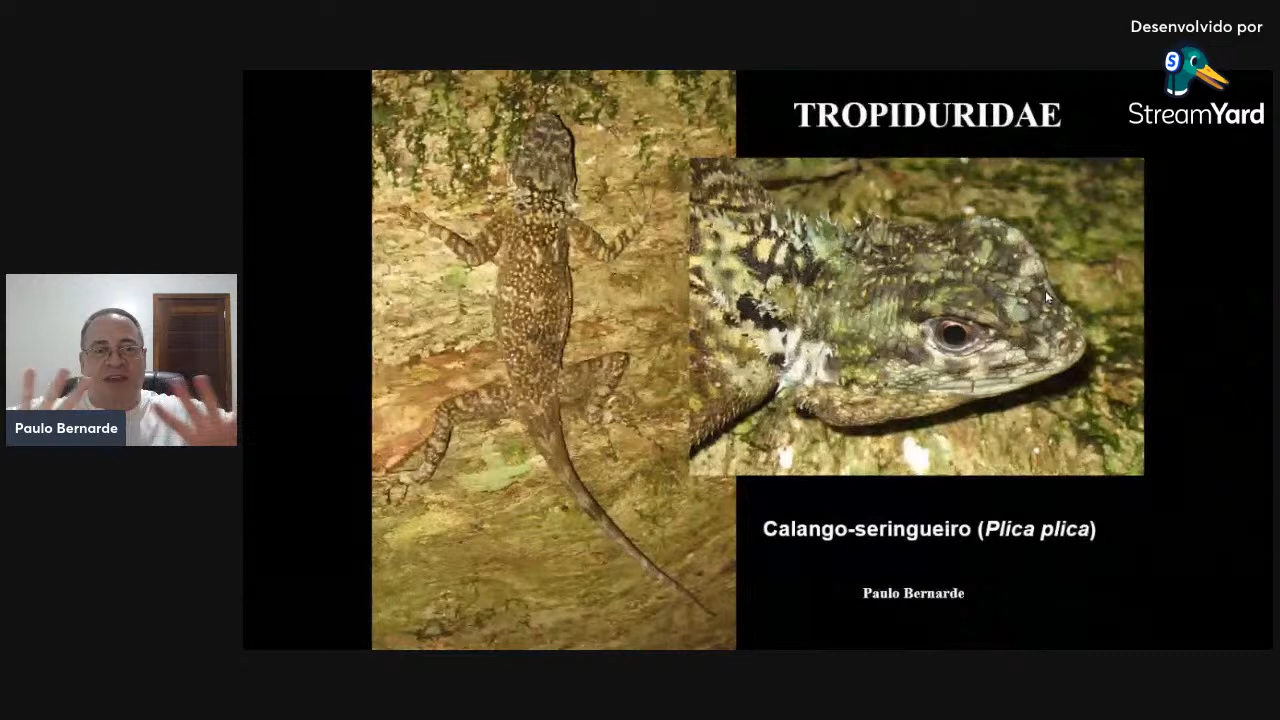 Desenvolvido por
S
StreamYard
TROPIDURIDAE
Paulo Bernarde
Calango-seringueiro (Plica plica)
Paulo Bernarde